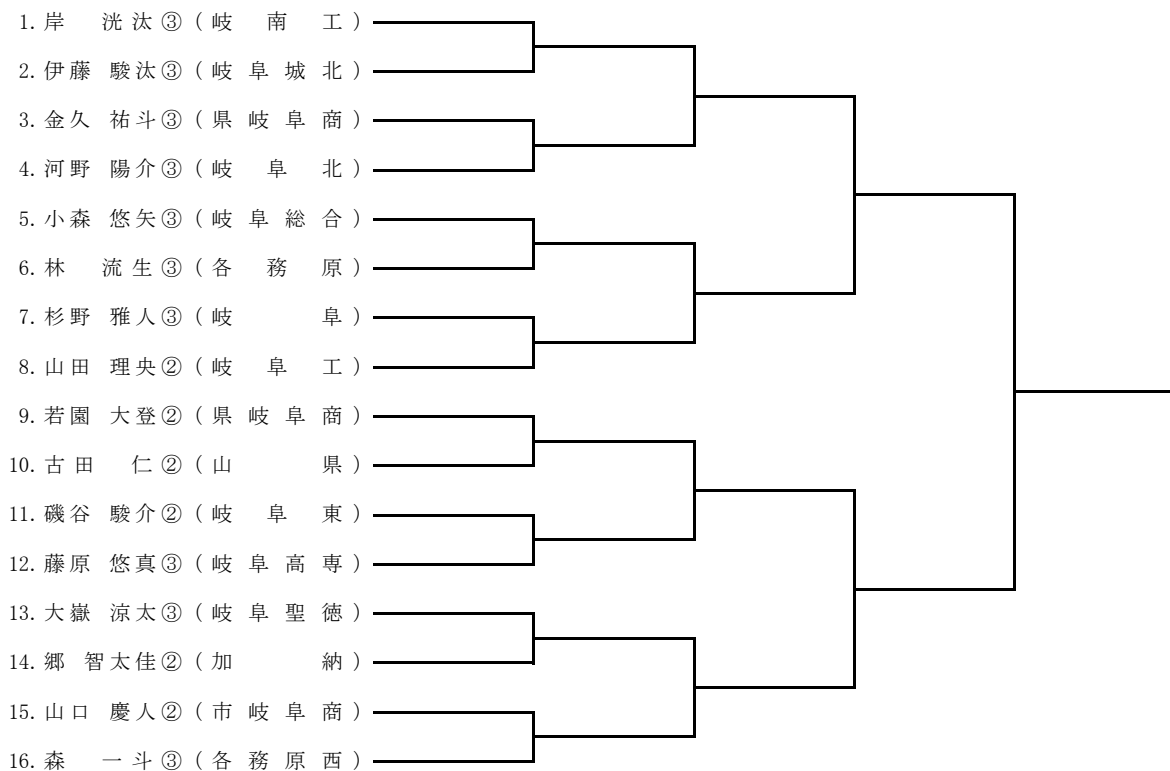 1. 岸　洸汰③（岐南工）
2. 伊藤 駿汰③（岐阜城北）
3. 金久 祐斗③（県岐阜商）
4. 河野 陽介③（岐阜北）
5. 小森 悠矢③（岐阜総合）
6. 林　流生③（各務原）
7. 杉野 雅人③（岐阜）
8. 山田 理央②（岐阜工）
9. 若園 大登②（県岐阜商）
10. 古田　仁②（山県）
11. 磯谷 駿介②（岐阜東）
12. 藤原 悠真③（岐阜高専）
13. 大嶽 涼太③（岐阜聖徳）
14. 郷 智太佳②（加納）
15. 山口 慶人②（市岐阜商）
16. 森　一斗③（各務原西）